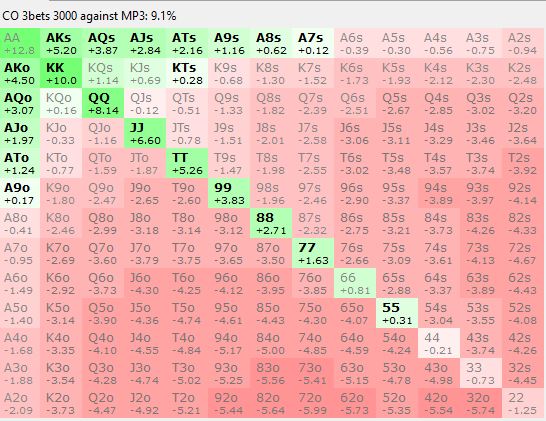 CO 3bets 3000 against MP3: 9.1%
AA AKs AQs AJs ATs A9s A8s A7s A6s A5s A4s A3s A2s
+12.8 +5.20 +3.87 +2.84 +2.16 +1.16 +0.62 +0.12 -0.39 -0.30 -0.56 -0.75 -0.94
AKo KK KQs KJs KTs K9s K8s K7s K6s K5s K4s K3s K2s
+4.50 +10.0 +1.14 +0.69 +0.28 -0.68 -1.30 -1.52 -1.73 -1.93 -2.12 -2.30 -2.48
AQo KQo QQ QJs QTs Q9s Q8s Q7s Q6s Q5s Q4s Q3s Q2s
+3.07 +0.16 +8.14 -0.12 -0.51 -1.33 -1.82 -2.39 -2.51 -2.67 -2.85 -3.02 -3.20
AJo KJo QJo JJ JTs J9s J8s J7s J6s J5s J4s J3s J2s
+1.97 -0.33 -1.16 +6.60 -0.78 -1.51 -2.01 -2.58 -3.06 -3.11 -3.29 -3.46 -3.64
ATo KTo QTo JTo TT T9s T8s T7s T6s T5s T4s T3s T2s
+1.24 -0.77 -1.59 -1.87 +5.26 -1.47 -1.98 -2.55 -3.02 -3.48 -3.57 -3.74 -3.92
A9o K9o Q9o J9o T9o 99 98s 97s 96s 95s 94s 93s 92s
+0.17 -1.80 -2.47 -2.65 -2.60 +3.83 -1.96 -2.46 -2.90 -3.37 -3.89 -3.97 -4.14
A8o K8o Q8o J8o T8o 98o 88 87s 86s 85s 84s 83s 82s
-0.41 -2.46 -2.99 -3.18 -3.14 -3.12 +2.71 -2.32 -2.75 -3.21 -3.73 -4.26 -4.33
A7o K7o Q7o J7o T7o 97o 87o 77 76s 75s 74s 73s 72s
-0.95 -2.69 -3.60 -3.79 -3.75 -3.65 -3.50 +1.63 -2.66 -3.09 -3.61 -4.13 -4.67
A6o K6o Q6o J6o T6o 96o 86o 76o 66 65s 64s 63s 62s
-1.49 -2.92 -3.73 -4.30 -4.25 -4.12 -3.95 -3.85 +0.81 -2.88 -3.37 -3.89 -4.43
A5o K5o Q5o J5o T5o 95o 85o 75o 65o 55 54s 53s 52s
-1.40 -3.14 -3.90 -4.36 -4.74 -4.61 -4.43 -4.30 -4.07 +0.31 -3.04 -3.55 -4.08
A4o K4o Q4o J4o T4o 94o 84o 74o 64o 54o 44 43s 42s
-1.68 -3.35 -4.10 -4.55 -4.84 -5.17 -5.00 -4.85 -4.59 -4.24 -0.21 -3.74 -4.26
A3o K3o Q3o J3o T3o 93o 83o 73o 63o 53o 43o 33 32s
-1.88 -3.54 -4.28 -4.74 -5.02 -5.25 -5.56 -5.41 -5.15 -4.78 -4.98 -0.73 -4.45
A2o K2o Q2o J2o T2o 92o 82o 72o 62o 52o 42o 32o 22
-2.09 -3.73 -4.47 -4.92 -5.21 -5.44 -5.64 -5.99 -5.73 -5.35 -5.54 -5.74 -1.25